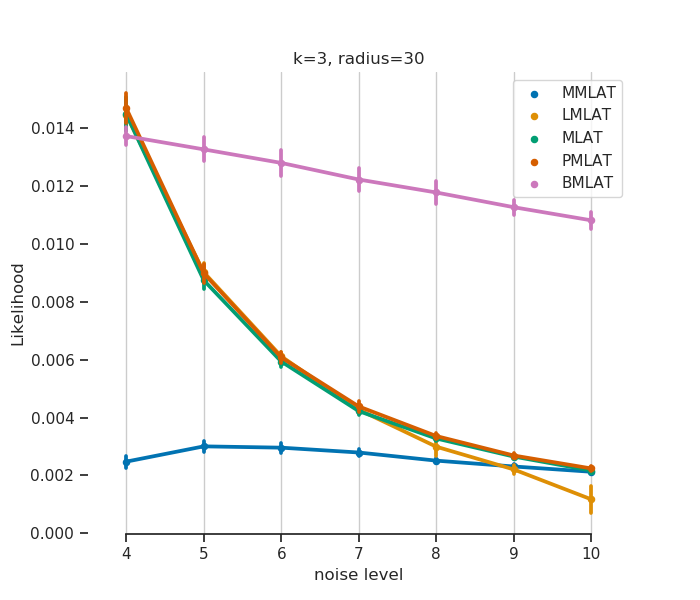 k=3, radius=30
MMLAT
LMLAT
MLAT
PMLAT
BMLAT
Likelihood
0.014
0.012
0.010
0.008
0.006
0.004
0.002
0.000
4 5 6 7 8 9 10
noise level